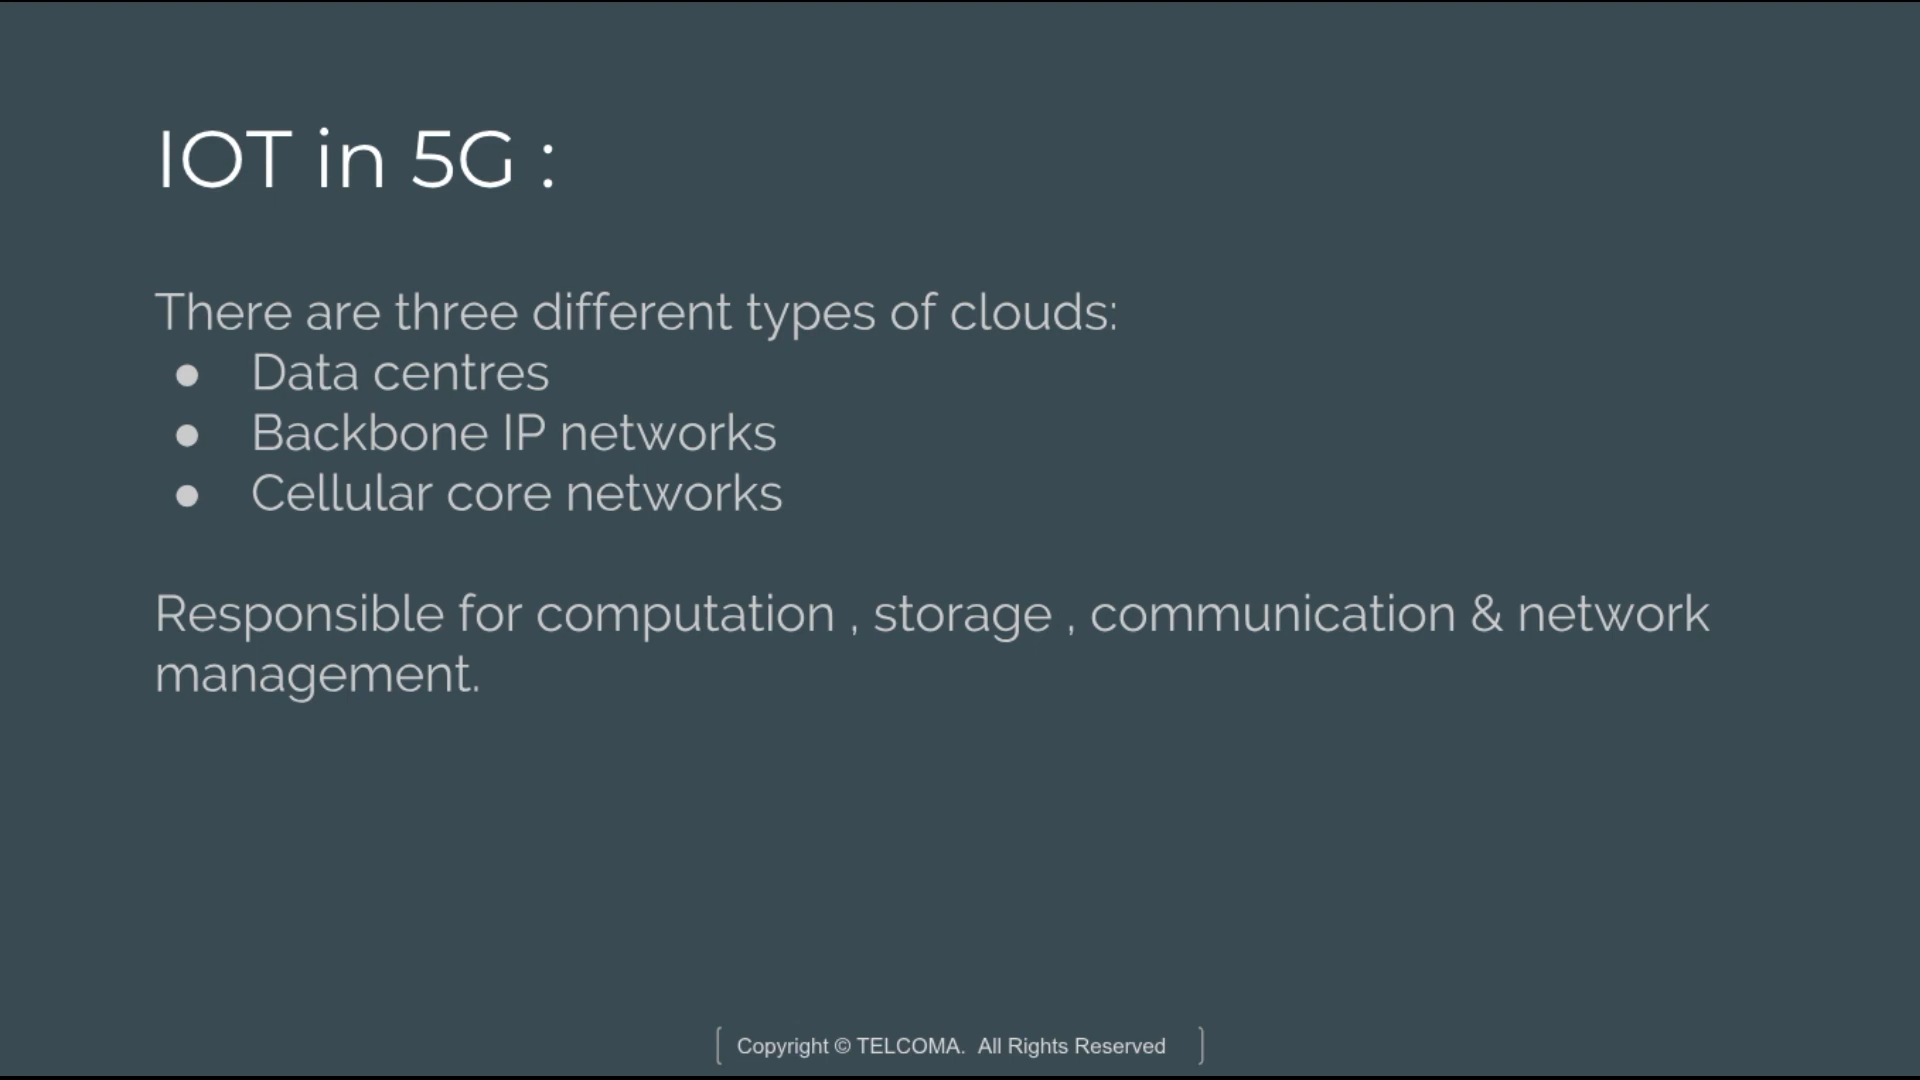 IOT in 5G :
There are three different types of clouds:
● Data centres
● Backbone IP networks
● Cellular core networks
Responsible for computation , storage , communication & network
management.
Copyright © TELCOMA. All Rights Reserved